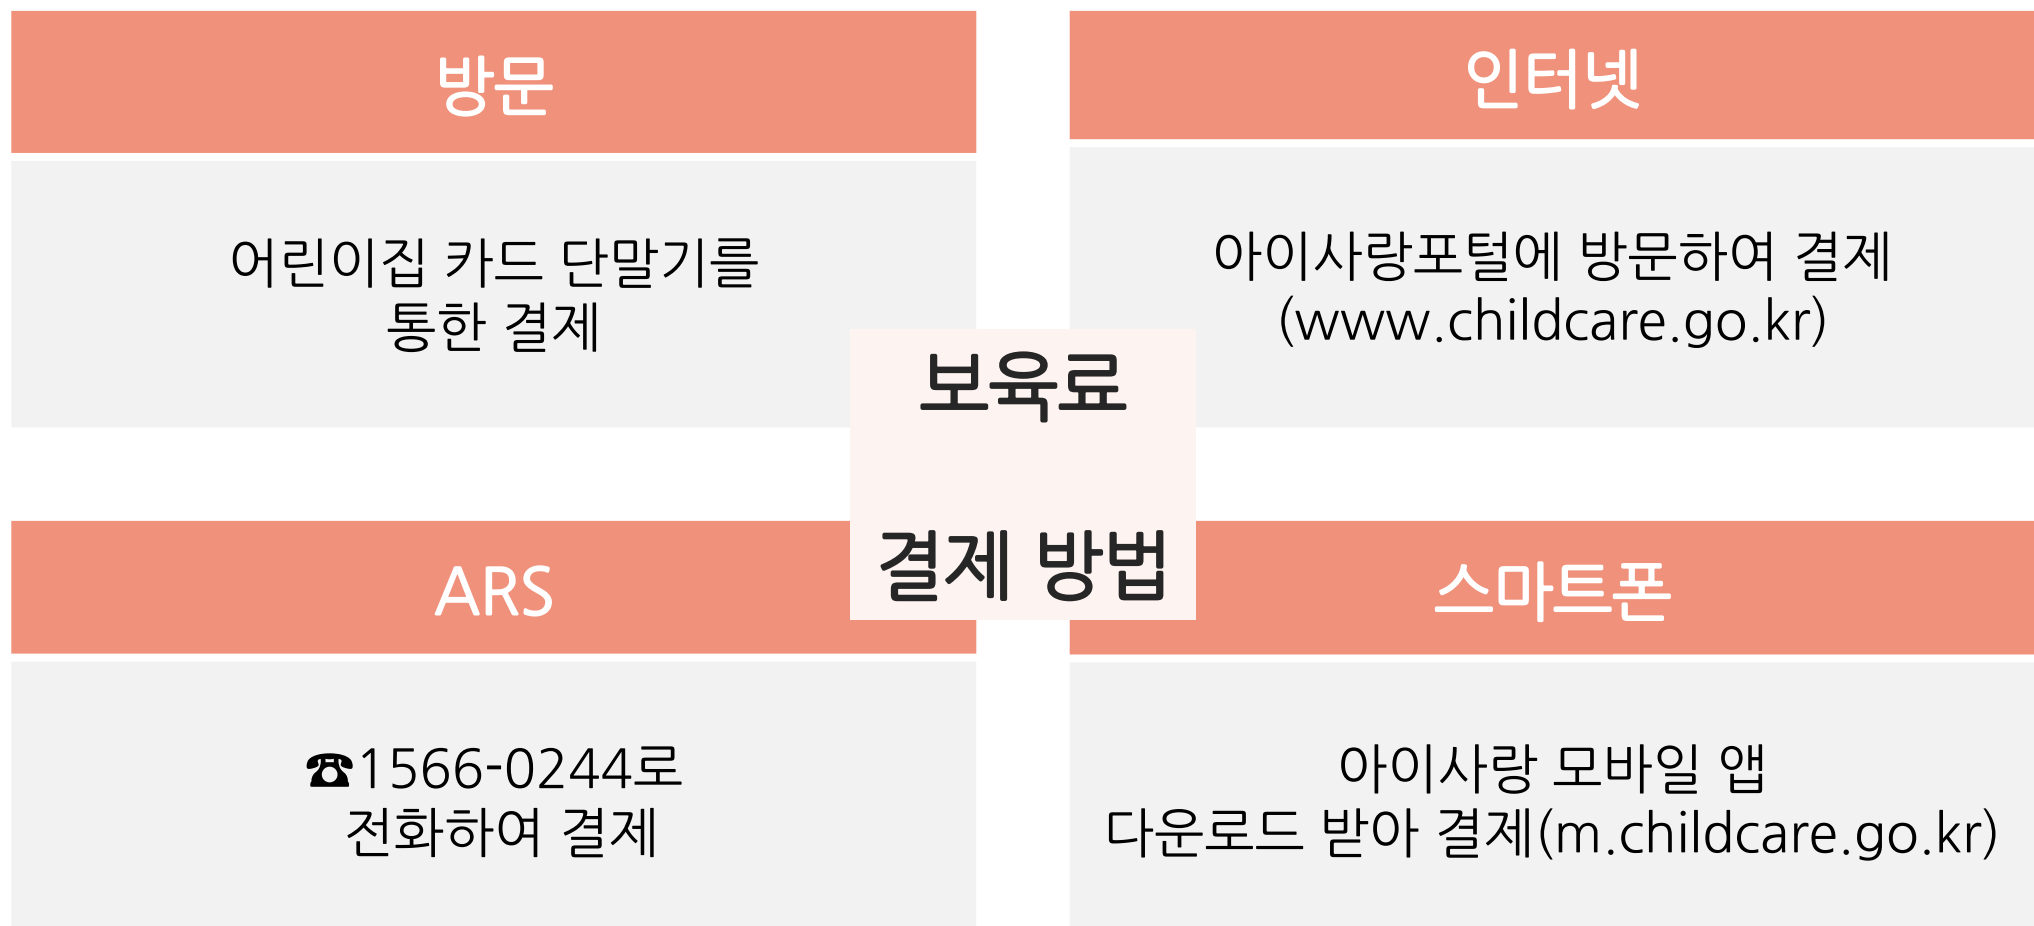 방문
어린이집 카드 단말기를
통한 결제
인터넷
아이사랑포털에 방문하여 결제
(www.childcare.go.kr)
보육료
결제 방법
ARS
☎1566-0244로
전화하여 결제
스마트폰
아이사랑 모바일 앱
다운로드 받아 결제(m.childcare.go.kr)